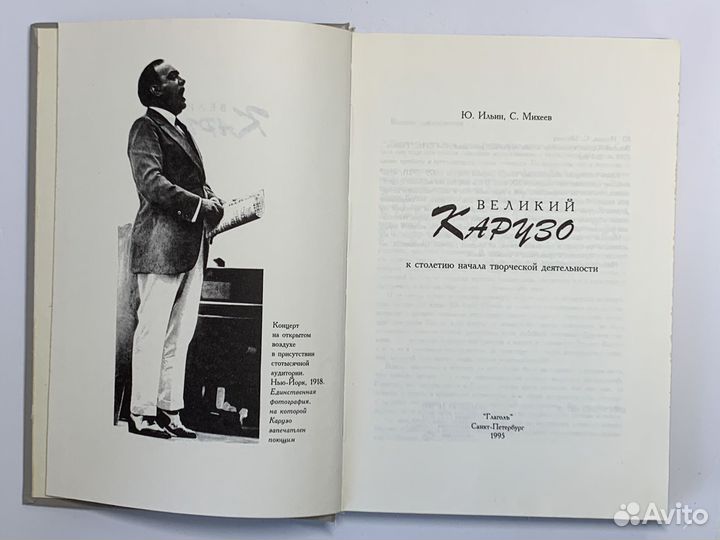 Концерт
на открытом
воздухе
в присутствия
стотысячной
аудитории.
Нью-Йорк, 1918.
Единственная
фотография,
на которой
Карузо
запечатлен
поющим
Ю. Ильин, С. Михеев
ВЕЛИКИЙ
КАРУЗО
к столетию начала творческой деятельности
"Глаголъ"
Санкт-Петербург
1995
Avito